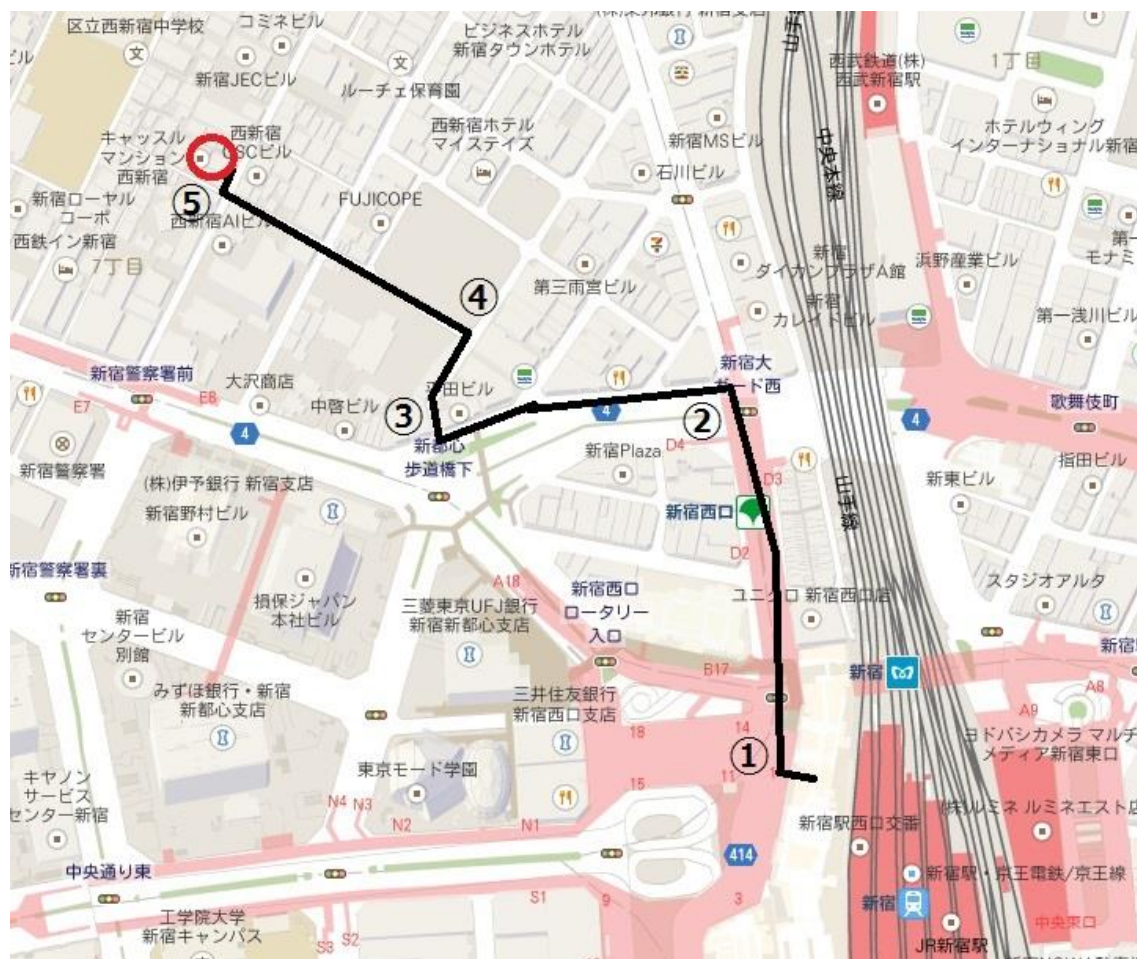 区立西新宿中学校
コミネビル
ビジネスホテル
新宿タウンホテル
西武鉄道(株)
西武新宿駅
1丁目
新宿JECビル
ルーチェ保育園
キャッスル
マンション
西新宿
西新宿
西新宿ホテル
マイステイズ
新宿MSビル
石川ビル
中央本線
ホテルウィング
インターナショナル新宿
新宿ローヤル
コーポ
⑤
FUJICOPE
西新宿AIビル
西鉄イン新宿
7丁目
④
第三雨宮ビル
新宿
ダイカンプラザA館
浜野産業ビル
第一
モナミ
新宿
カレイドビル
第一浅川ビル
新宿警察署前
大沢商店
新宿大
ガード西
E7
E8
中啓ビル
③
4
②
4
歌舞伎町
4
新都心
歩道橋下
新宿Plaza
D4
D3
指田ビル
新宿警察署
(株)伊予銀行 新宿支店
新宿野村ビル
新宿西口
山手線
新東ビル
D2
新宿警察署裏
A18
スタジオアルタ
新宿
センタービル
別館
損保ジャパン
本社ビル
三菱東京UFJ銀行
新宿新都心支店
新宿西口
ロータリー
入口
ユニクロ 新宿西口店
みずほ銀行・新宿
新都心支店
三井住友銀行
新宿西口支店
B17
新宿
A8
A9
18
14
①
ヨドバシカメラ マルチ
メディア新宿東口
キヤノン
サービス
センター新宿
東京モード学園
15
11
N4
N3
N2
N1
新宿駅西口交番
(株)ルミネ ルミネエスト店
414
中央通り東
新宿駅・京王電鉄/京王線
S1
9
3
新宿
工学院大学
新宿キャンパス
S3
S2
中央東口
JR新宿駅